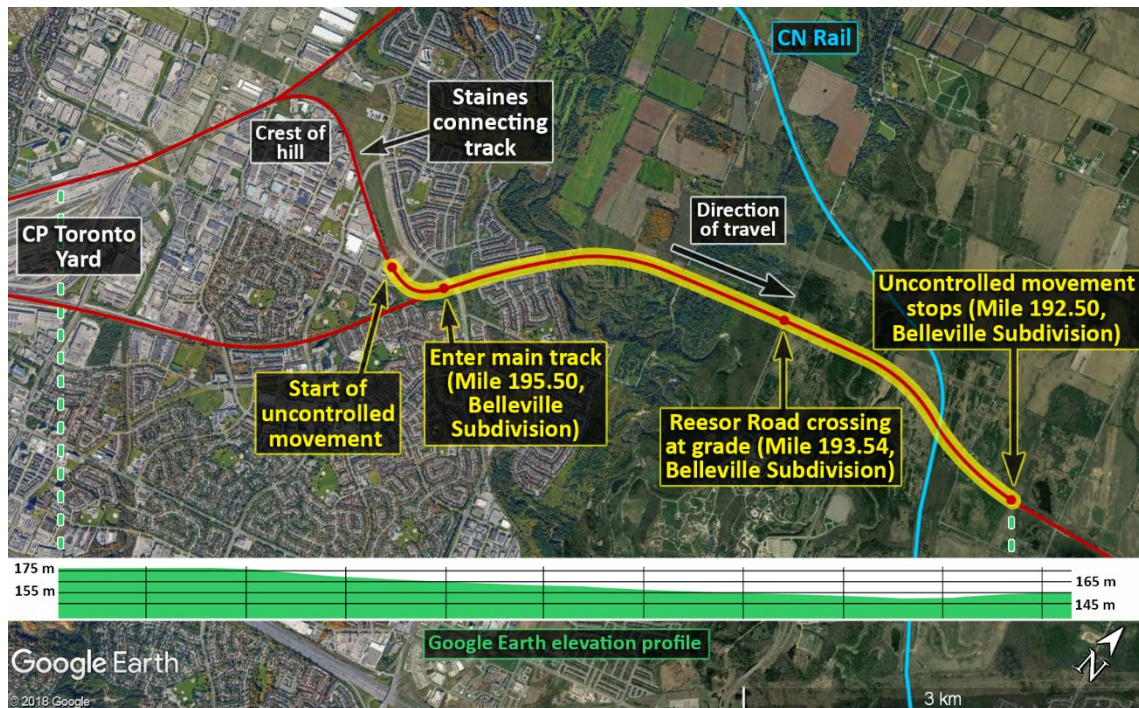 CN Rail
Staines
connecting
track
Crest of
hill
CP Toronto
Yard
Direction
of travel
Uncontrolled movement
stops (Mile 192.50,
Belleville Subdivision)
Start of
uncontrolled
movement
Enter main track
(Mile 195.50,
Belleville
Subdivision)
Reesor Road crossing
at grade (Mile 193.54,
Belleville Subdivision)
175 m
165 m
155 m
145 m
Google Earth elevation profile
Google Earth
N
© 2018 Google
3 km